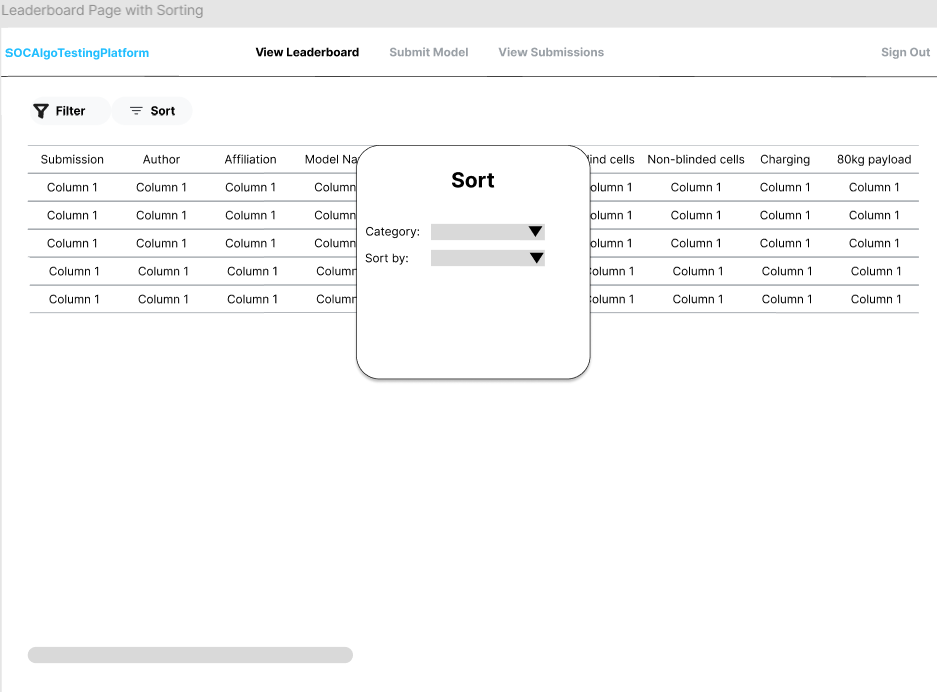 Leaderboard Page with Sorting
SOCAlgoTestingPlatform View Leaderboard Submit Model View Submissions Sign Out
Filter Sort
Submission Author Affiliation Model Na ind cells Non-blinded cells Charging 80kg payload
Column 1 Column 1 Column 1 Column olumn 1 Column 1 Column 1 Column 1
Column 1 Column 1 Column 1 Column olumn 1 Column 1 Column 1 Column 1
Column 1 Column 1 Column 1 Column olumn 1 Column 1 Column 1 Column 1
Column 1 Column 1 Column 1 Column olumn 1 Column 1 Column 1 Column 1
Column 1 Column 1 Column 1 Column olumn 1 Column 1 Column 1 Column 1
Sort
Category:
Sort by: